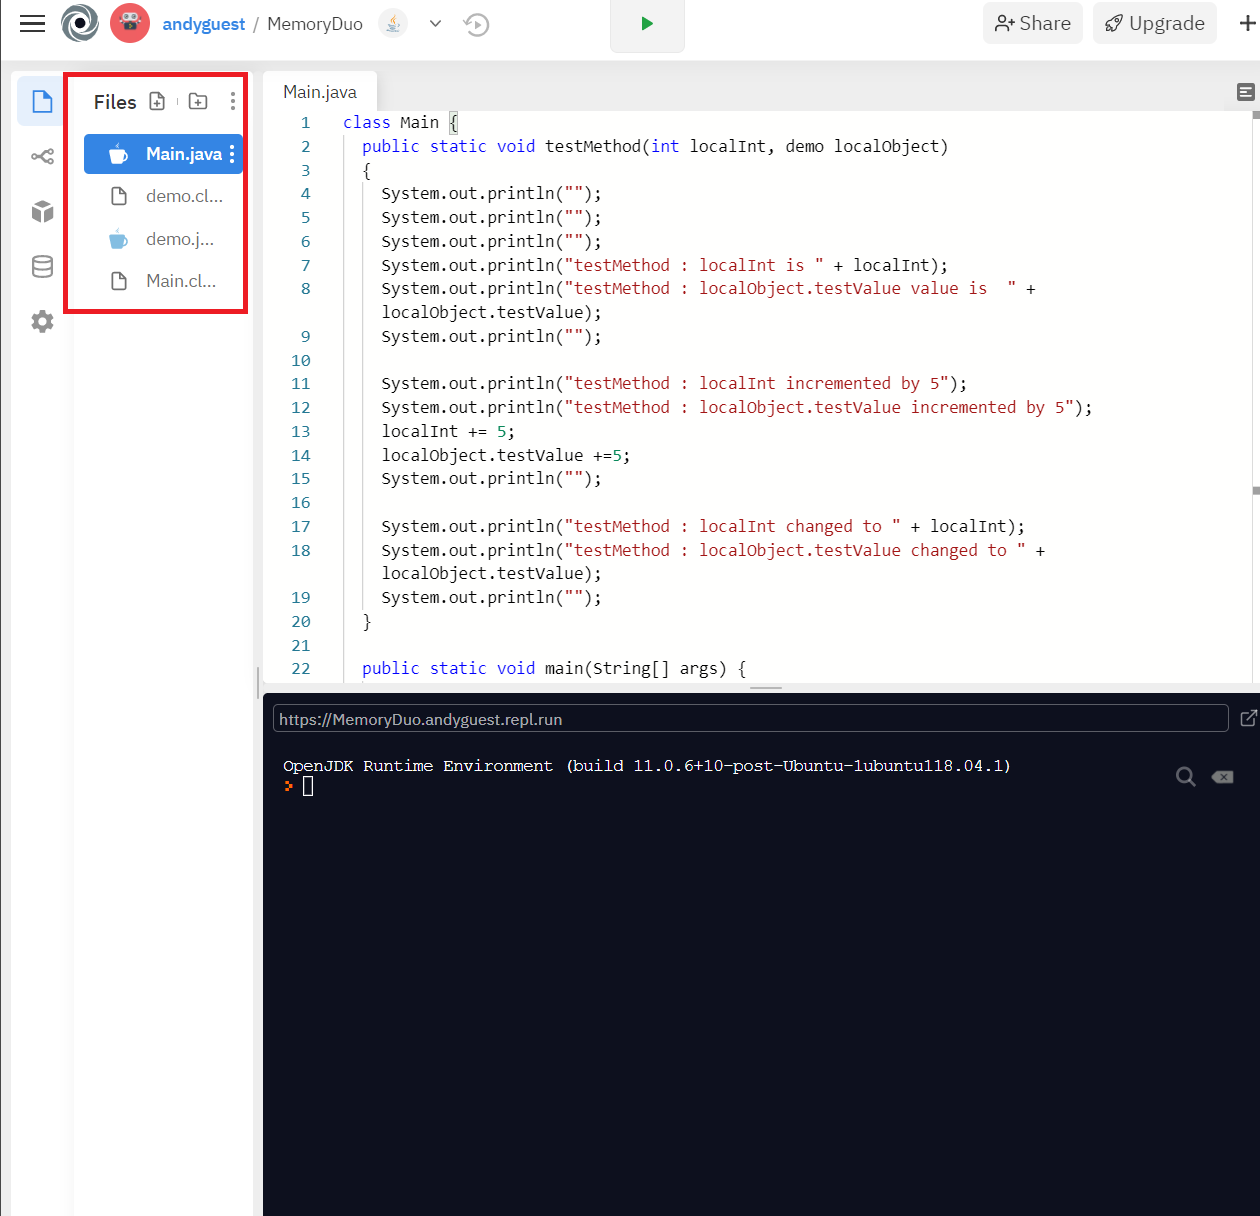 andyguest / MemoryDuo
Share
Upgrade
Files
Main.java
demo.cl...
demo.j...
Main.cl...
Main.java
1 class Main {
2 public static void testMethod(int localInt, demo localObject)
3 {
4 System.out.println("");
5 System.out.println("");
6 System.out.println("");
7 System.out.println("testMethod : localInt is " + localInt);
8 System.out.println("testMethod : localObject.testValue value is  " +
localObject.testValue);
9 System.out.println("");
10
11 System.out.println("testMethod : localInt incremented by 5");
12 System.out.println("testMethod : localObject.testValue incremented by 5");
13 localInt += 5;
14 localObject.testValue +=5;
15 System.out.println("");
16
17 System.out.println("testMethod : localInt changed to " + localInt);
18 System.out.println("testMethod : localObject.testValue changed to " +
localObject.testValue);
19 System.out.println("");
20 }
21
22 public static void main(String[] args) {
https://MemoryDuo.andyguest.repl.run
OpenJDK Runtime Environment (build 11.0.6+10-post-Ubuntu-1ubuntu118.04.1)
>